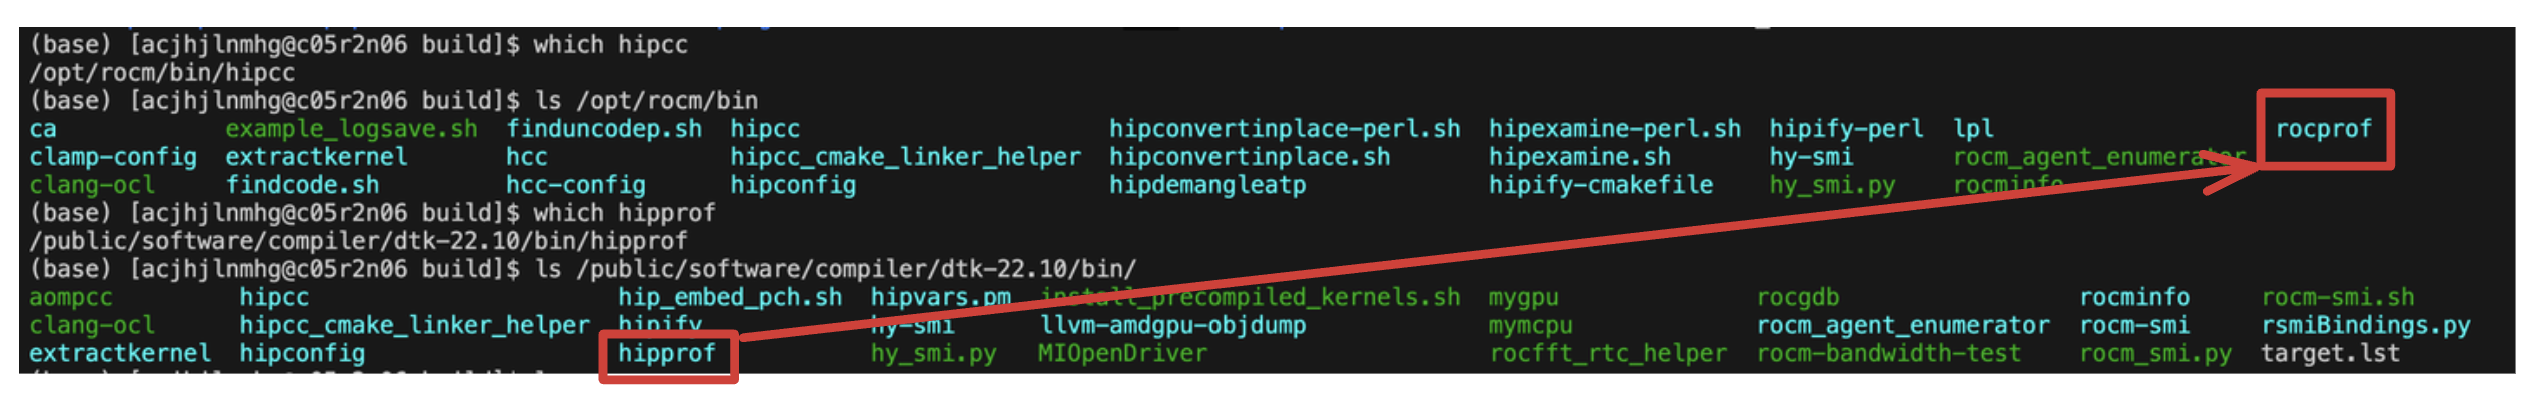 (base) [acjhjlnmhg@c05r2n06 build]$ which hipcc
/opt/rocm/bin/hipcc
(base) [acjhjlnmhg@c05r2n06 build]$ ls /opt/rocm/bin
ca example_logsave.sh finduncodep.sh hipcc hipconvertinplace-perl.sh hipexamine-perl.sh hipify-perl lpl rocprof
clamp-config extractkernel hcc hipcc_cmake_linker_helper hipconvertinplace.sh hipexamine.sh hy-smi rocm_agent_enumerator
clang-ocl findcode.sh hcc-config hipconfig hipdemangleatp hipify-cmakefile hy_smi.py rocminfo
(base) [acjhjlnmhg@c05r2n06 build]$ which hipprof
/public/software/compiler/dtk-22.10/bin/hipprof
(base) [acjhjlnmhg@c05r2n06 build]$ ls /public/software/compiler/dtk-22.10/bin/
aompcc hipcc hip_embed_pch.sh hipvars.pm install_precompiled_kernels.sh mygpu rocgdb rocminfo rocm-smi.sh
clang-ocl hipcc_cmake_linker_helper hipify hy-smi llvm-amdgpu-objdump mymcpu rocm_agent_enumerator rocm-smi rsmiBindings.py
extractkernel hipconfig hipprof hy_smi.py MIOpenDriver rocfft_rtc_helper rocm-bandwidth-test rocm_smi.py target.lst